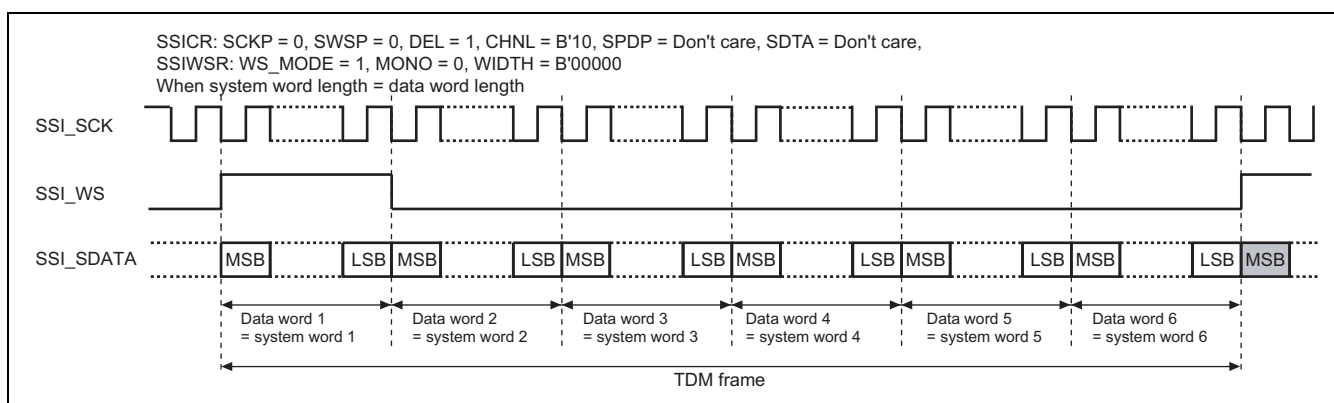 SSICR: SCKP = 0, SWSP = 0, DEL = 1, CHNL = B'10, SPDP = Don't care, SDTA = Don't care,
SSIWSR: WS_MODE = 1, MONO = 0, WIDTH = B'00000
When system word length = data word length
SSI_SCK
SSI_WS
SSI_SDATA
MSB LSB MSB LSB MSB LSB MSB LSB MSB LSB MSB LSB MSB
Data word 1 Data word 2 Data word 3 Data word 4 Data word 5 Data word 6
= system word 1 = system word 2 = system word 3 = system word 4 = system word 5 = system word 6
TDM frame